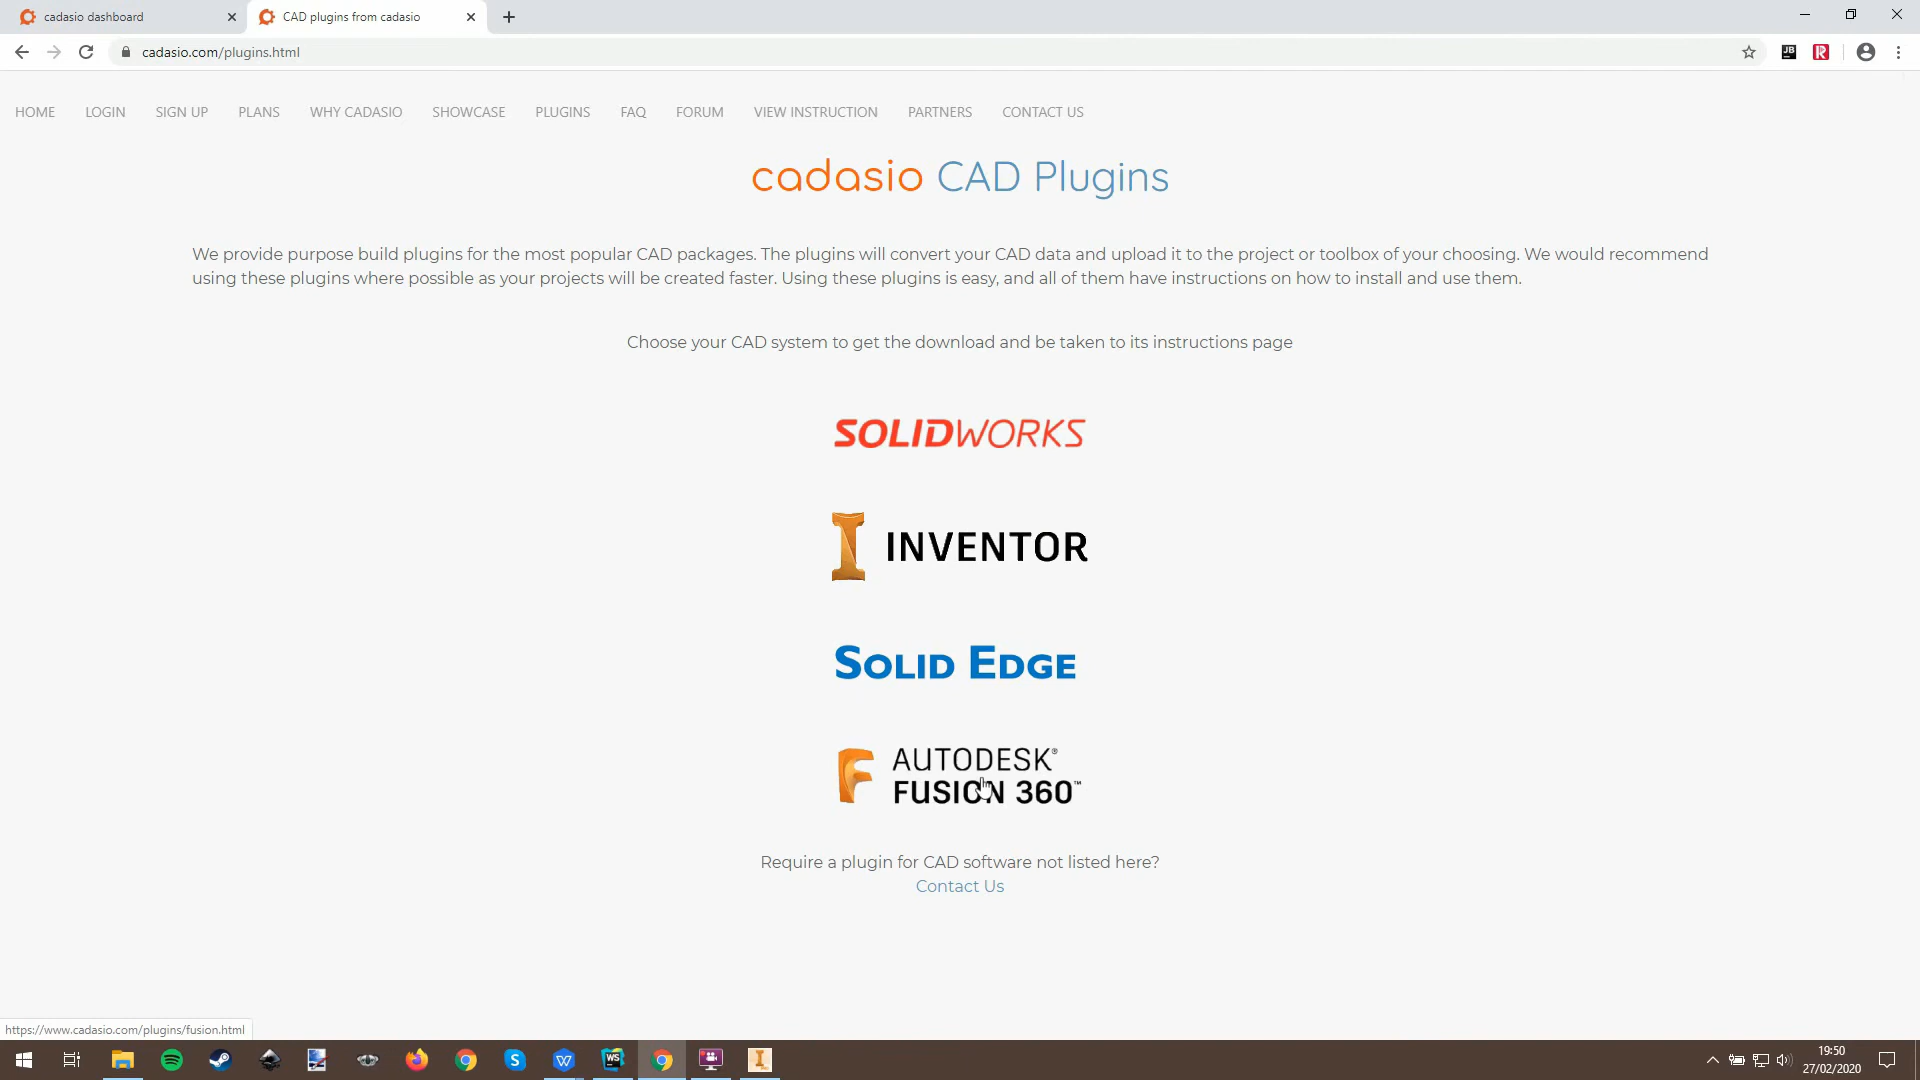 cadasio dashboard
CAD plugins from cadasio
cadasio.com/plugins.html
JB
HOME LOGIN SIGN UP PLANS WHY CADASIO SHOWCASE PLUGINS FAQ FORUM VIEW INSTRUCTION PARTNERS CONTACT US
cadasio CAD Plugins
We provide purpose build plugins for the most popular CAD packages. The plugins will convert your CAD data and upload it to the project or toolbox of your choosing. We would recommend
using these plugins where possible as your projects will be created faster. Using these plugins is easy, and all of them have instructions on how to install and use them.
Choose your CAD system to get the download and be taken to its instructions page
SOLIDWORKS
INVENTOR
SOLID EDGE
AUTODESK®
FUSION 360™
Require a plugin for CAD software not listed here?
Contact Us
https://www.cadasio.com/plugins/fusion.html
WS
19:50
27/02/2020